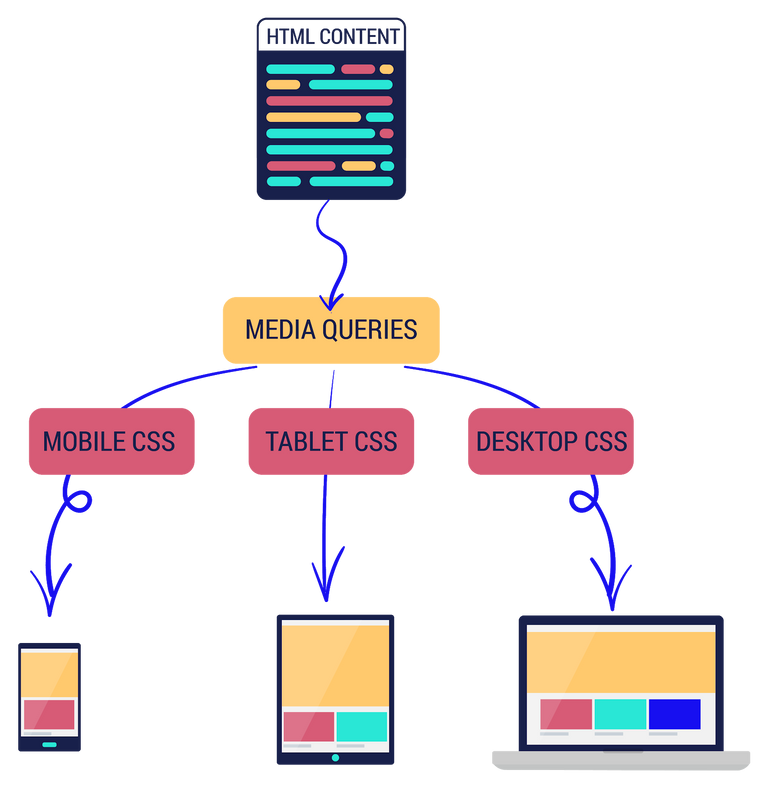 HTML CONTENT
MEDIA QUERIES
MOBILE CSS
TABLET CSS
DESKTOP CSS